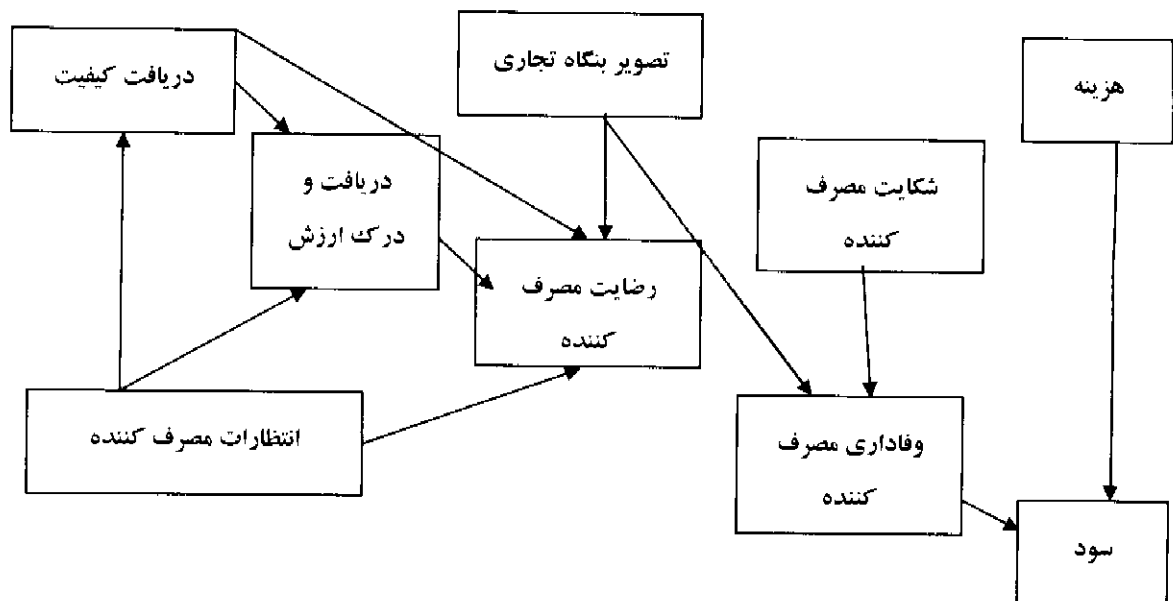 تصویر بنگاه تجاری
هزینه
دریافت کیفیت
شکایت مصرف
کننده
دریافت و
درک ارزش
رضایت مصرف
کننده
انتظارات مصرف کننده
وفاداری مصرف
کننده
سود